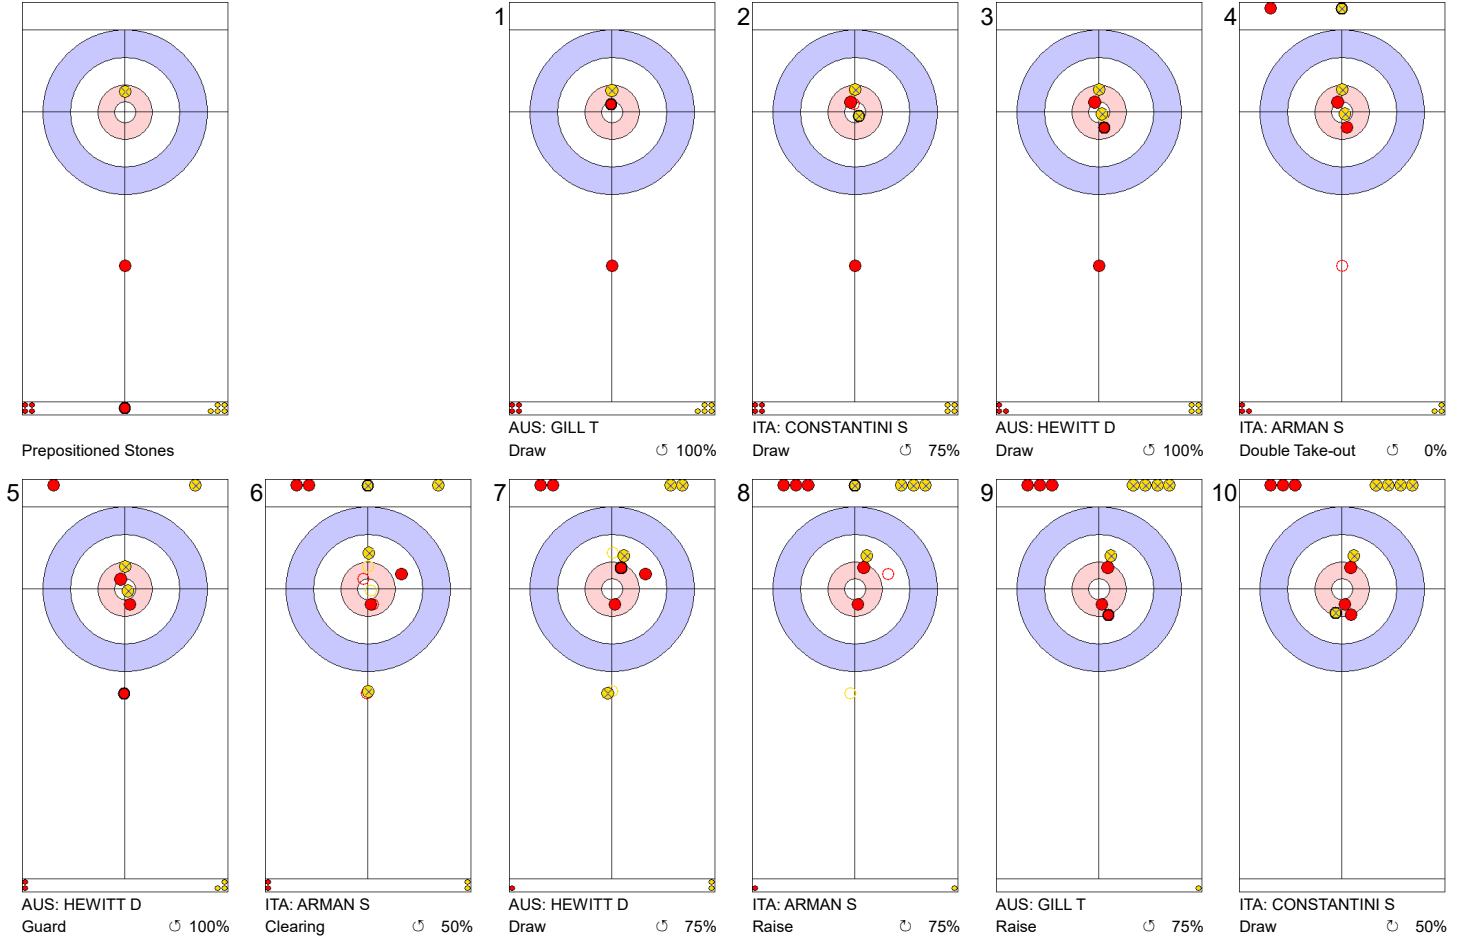 1
2
3
4
Prepositioned Stones
AUS: GILL T
Draw 100%
ITA: CONSTANTINI S
Draw 75%
AUS: HEWITT D
Draw 100%
ITA: ARMAN S
Double Take-out 0%
5
6
7
8
9
10
AUS: HEWITT D
Guard 100%
ITA: ARMAN S
Clearing 50%
AUS: HEWITT D
Draw 75%
ITA: ARMAN S
Raise 75%
AUS: GILL T
Raise 75%
ITA: CONSTANTINI S
Draw 50%